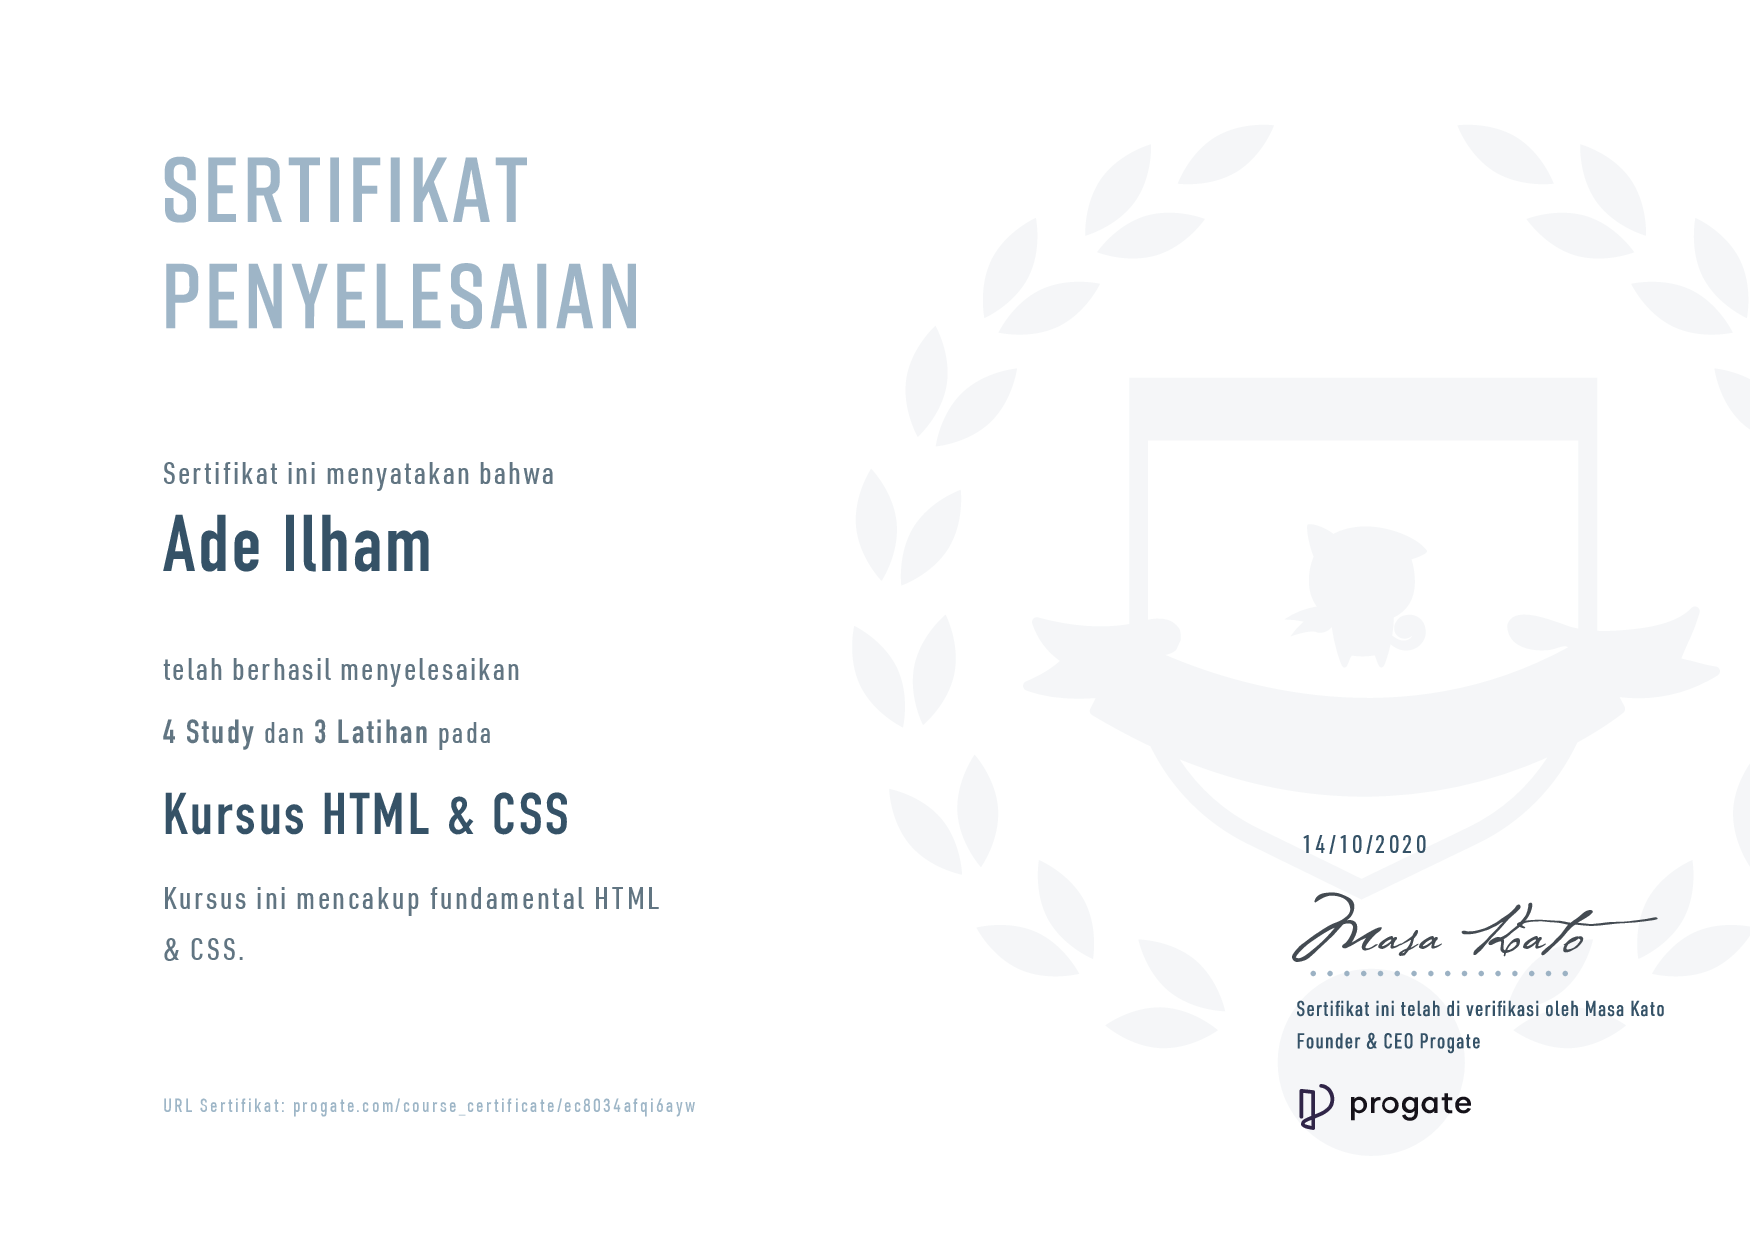 SERTIFIKAT
PENYELESAIAN
Sertifikat ini menyatakan bahwa
Ade Ilham
telah berhasil menyelesaikan
4 Study dan 3 Latihan pada
Kursus HTML & CSS
Kursus ini mencakup fundamental HTML
& CSS.
URL Sertifikat: progate.com/course_certificate/ec8034afqi6ayw
14/10/2020
Masa Kato
Sertifikat ini telah di verifikasi oleh Masa Kato
Founder & CEO Progate
progate